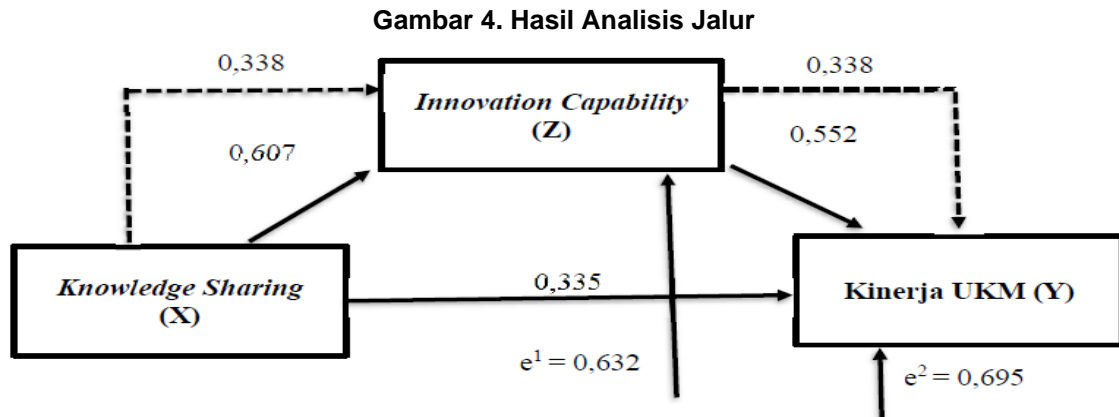 Gambar 4. Hasil Analisis Jalur
0,338
0,338
Innovation Capability
(Z)
0,607
0,552
Knowledge Sharing
(X)
0,335
Kinerja UKM (Y)
e¹ = 0,632
e² = 0,695